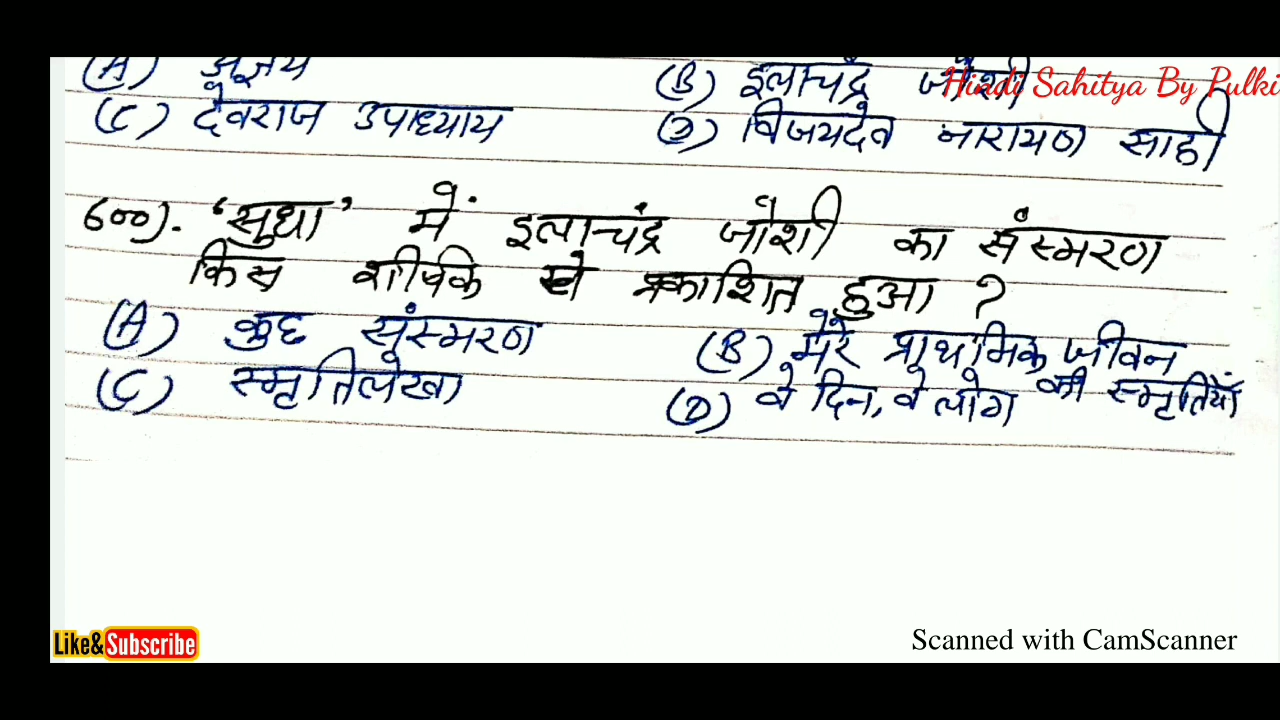 (A) अज्ञेय (B) इलाचंद्र जोशी
Hindi Sahitya By Pulki
(C) देवराज उपाध्याय (D) विजयदेव नारायण साही
600). 'सुधा' में इलाचंद्र जोशी का संस्मरण
किस शीर्षक से प्रकाशित हुआ ?
(A) कुछ संस्मरण (B) मेरे प्राथमिक जीवन
की स्मृतियाँ
(C) स्मृतिलेखा (D) वे दिन, वे लोग
Like& Subscribe
Scanned with CamScanner